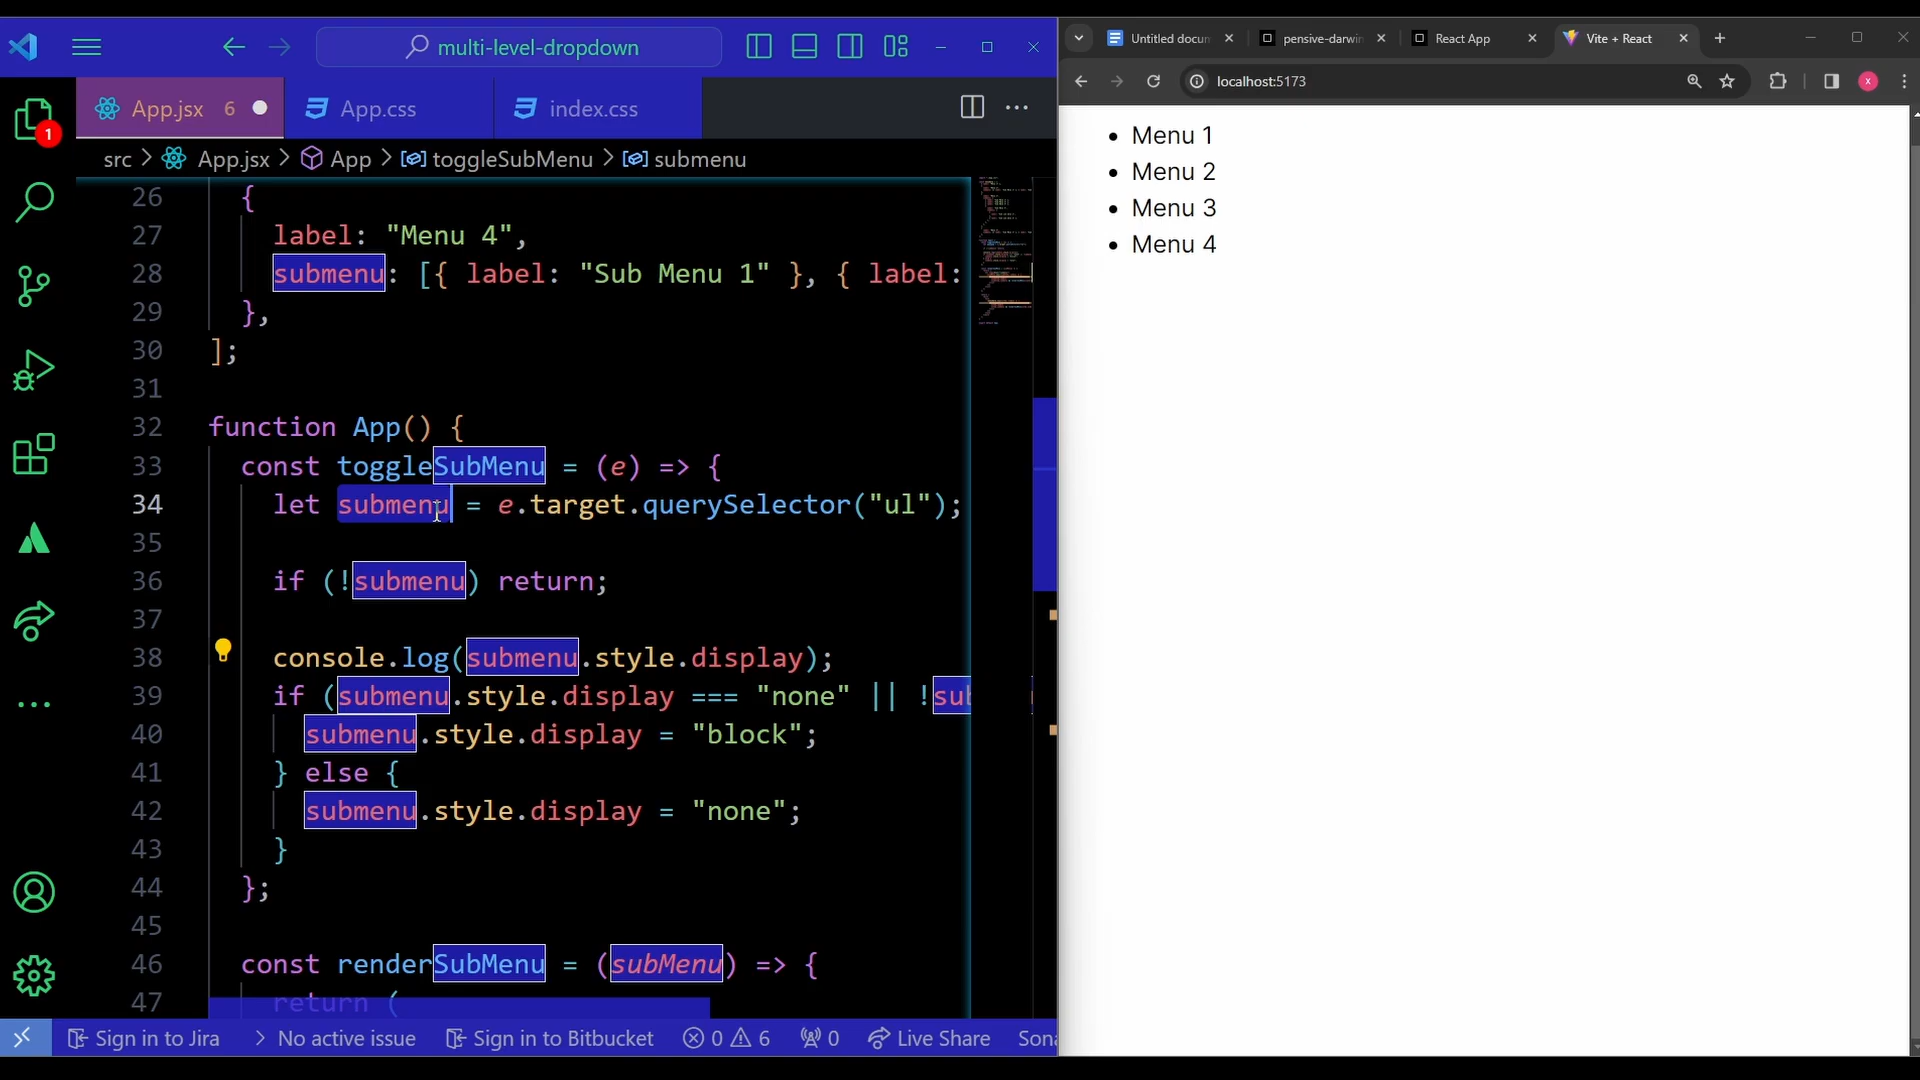 multi-level-dropdown
App.jsx 6
App.css
index.css
src > App.jsx > App > toggleSubMenu > submenu
1
26 {
27 label: "Menu 4",
28 submenu: [{ label: "Sub Menu 1" }, { label:
29 },
30 ];
31
32 function App() {
33 const toggleSubMenu = (e) => {
34 let submenu = e.target.querySelector("ul");
35
36 if (!submenu) return;
37
38 console.log(submenu.style.display);
39 if (submenu.style.display === "none" || !sub
40 submenu.style.display = "block";
41 } else {
42 submenu.style.display = "none";
43 }
44 };
45
46 const renderSubMenu = (subMenu) => {
47 return (
Sign in to Jira > No active issue Sign in to Bitbucket 0 6 0 Live Share Sona
Untitled docum
pensive-darwin
React App
Vite + React
localhost:5173
x
• Menu 1
• Menu 2
• Menu 3
• Menu 4